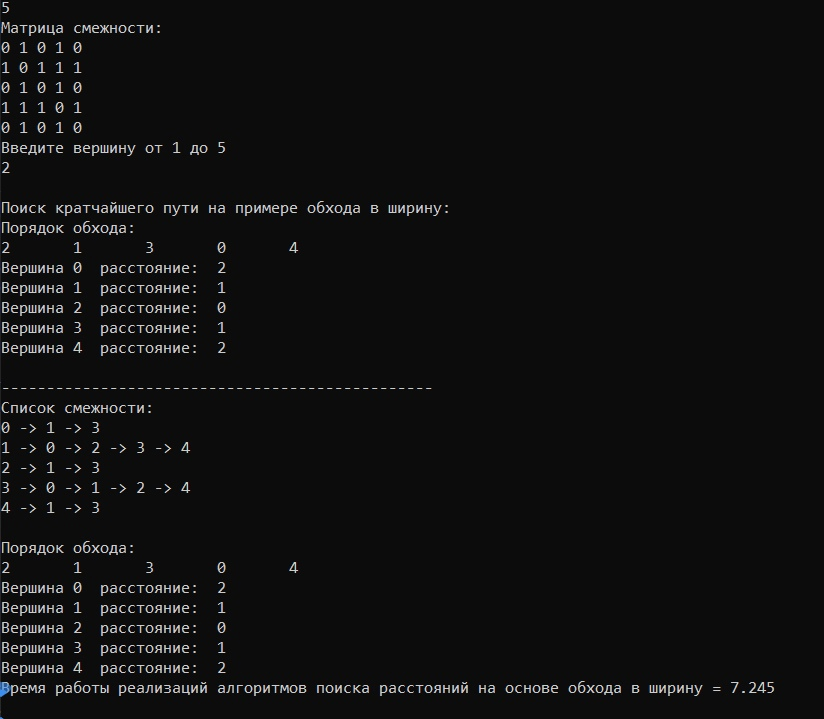 5
Матрица смежности:
0 1 0 1 0
1 0 1 1 1
0 1 0 1 0
1 1 1 0 1
0 1 0 1 0
Введите вершину от 1 до 5
2
Поиск кратчайшего пути на примере обхода в ширину:
Порядок обхода:
2 1 3 0 4
Вершина 0 расстояние: 2
Вершина 1 расстояние: 1
Вершина 2 расстояние: 0
Вершина 3 расстояние: 1
Вершина 4 расстояние: 2
------------------------------------------------
Список смежности:
0 -> 1 -> 3
1 -> 0 -> 2 -> 3 -> 4
2 -> 1 -> 3
3 -> 0 -> 1 -> 2 -> 4
4 -> 1 -> 3
Порядок обхода:
2 1 3 0 4
Вершина 0 расстояние: 2
Вершина 1 расстояние: 1
Вершина 2 расстояние: 0
Вершина 3 расстояние: 1
Вершина 4 расстояние: 2
Время работы реализаций алгоритмов поиска расстояний на основе обхода в ширину = 7.245